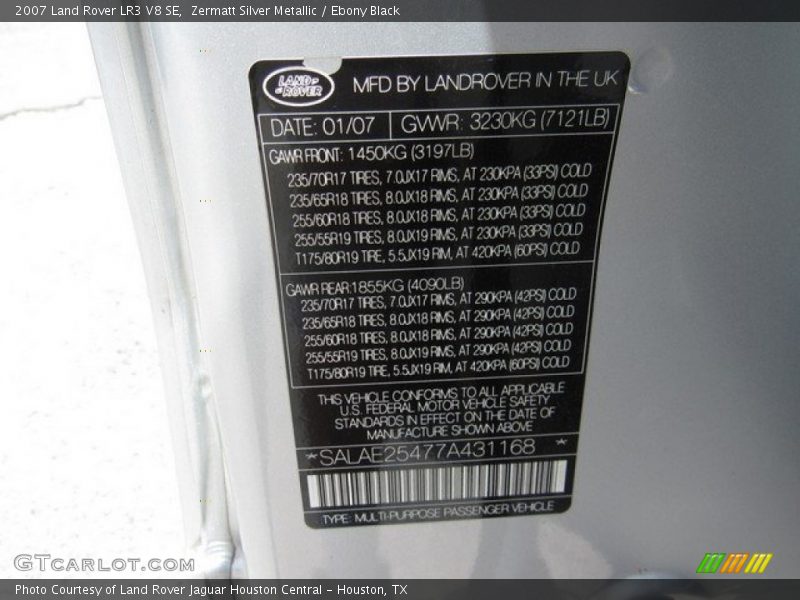 2007 Land Rover LR3 V8 SE, Zermatt Silver Metallic / Ebony Black
LAND ROVER
MFD BY LANDROVER IN THE UK
DATE: 01/07 GVWR: 3230KG (7121LB)
GAWR FRONT: 1450KG (3197LB)
235/70R17 TIRES, 7.0JX17 RIMS, AT 230KPA (33PSI) COLD
235/65R18 TIRES, 8.0JX18 RIMS, AT 230KPA (33PSI) COLD
255/60R18 TIRES, 8.0JX18 RIMS, AT 230KPA (33PSI) COLD
255/55R19 TIRES, 8.0JX19 RIMS, AT 230KPA (33PSI) COLD
T175/80R19 TIRE, 5.5JX19 RIM, AT 420KPA (60PSI) COLD
GAWR REAR:1855KG (4090LB)
235/70R17 TIRES, 7.0JX17 RIMS, AT 290KPA (42PSI) COLD
235/65R18 TIRES, 8.0JX18 RIMS, AT 290KPA (42PSI) COLD
255/60R18 TIRES, 8.0JX18 RIMS, AT 290KPA (42PSI) COLD
255/55R19 TIRES, 8.0JX19 RIMS, AT 290KPA (42PSI) COLD
T175/80R19 TIRE, 5.5JX19 RIM, AT 420KPA (60PSI) COLD
THIS VEHICLE CONFORMS TO ALL APPLICABLE
U.S. FEDERAL MOTOR VEHICLE SAFETY
STANDARDS IN EFFECT ON THE DATE OF
MANUFACTURE SHOWN ABOVE
*SALAE25477A431168 *
TYPE: MULTI-PURPOSE PASSENGER VEHICLE
GTCarLot.com
Photo Courtesy of Land Rover Jaguar Houston Central - Houston, TX